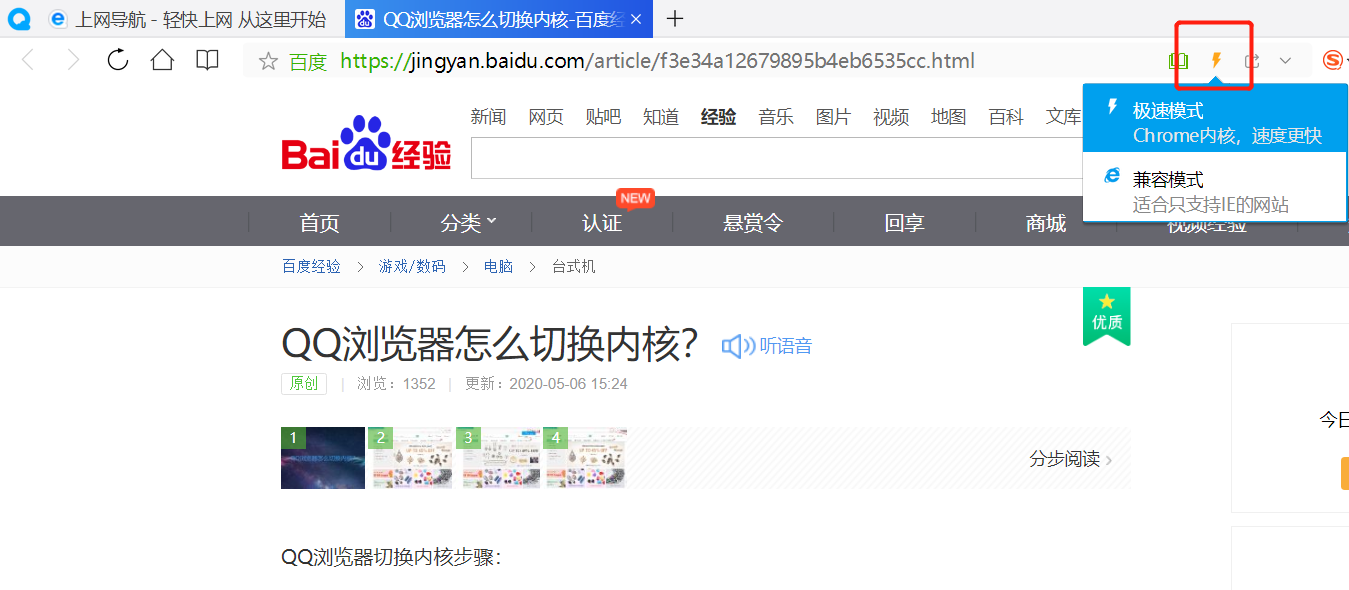 上网导航 - 轻快上网 从这里开始
QQ浏览器怎么切换内核-百度经
百度 https://jingyan.baidu.com/article/f3e34a12679895b4eb6535cc.html
极速模式
Chrome内核，速度更快
兼容模式
适合只支持IE的网站
Baidu经验
新闻 网页 贴吧 知道 经验 音乐 图片 视频 地图 百科 文库
NEW
首页 分类 认证 悬赏令 回享 商城 视频经验
百度经验 > 游戏/数码 > 电脑 > 台式机
优质
QQ浏览器怎么切换内核？ 听语音
原创 | 浏览：1352 | 更新：2020-05-06 15:24
今日
1 2 3 4
分步阅读
QQ浏览器切换内核步骤：